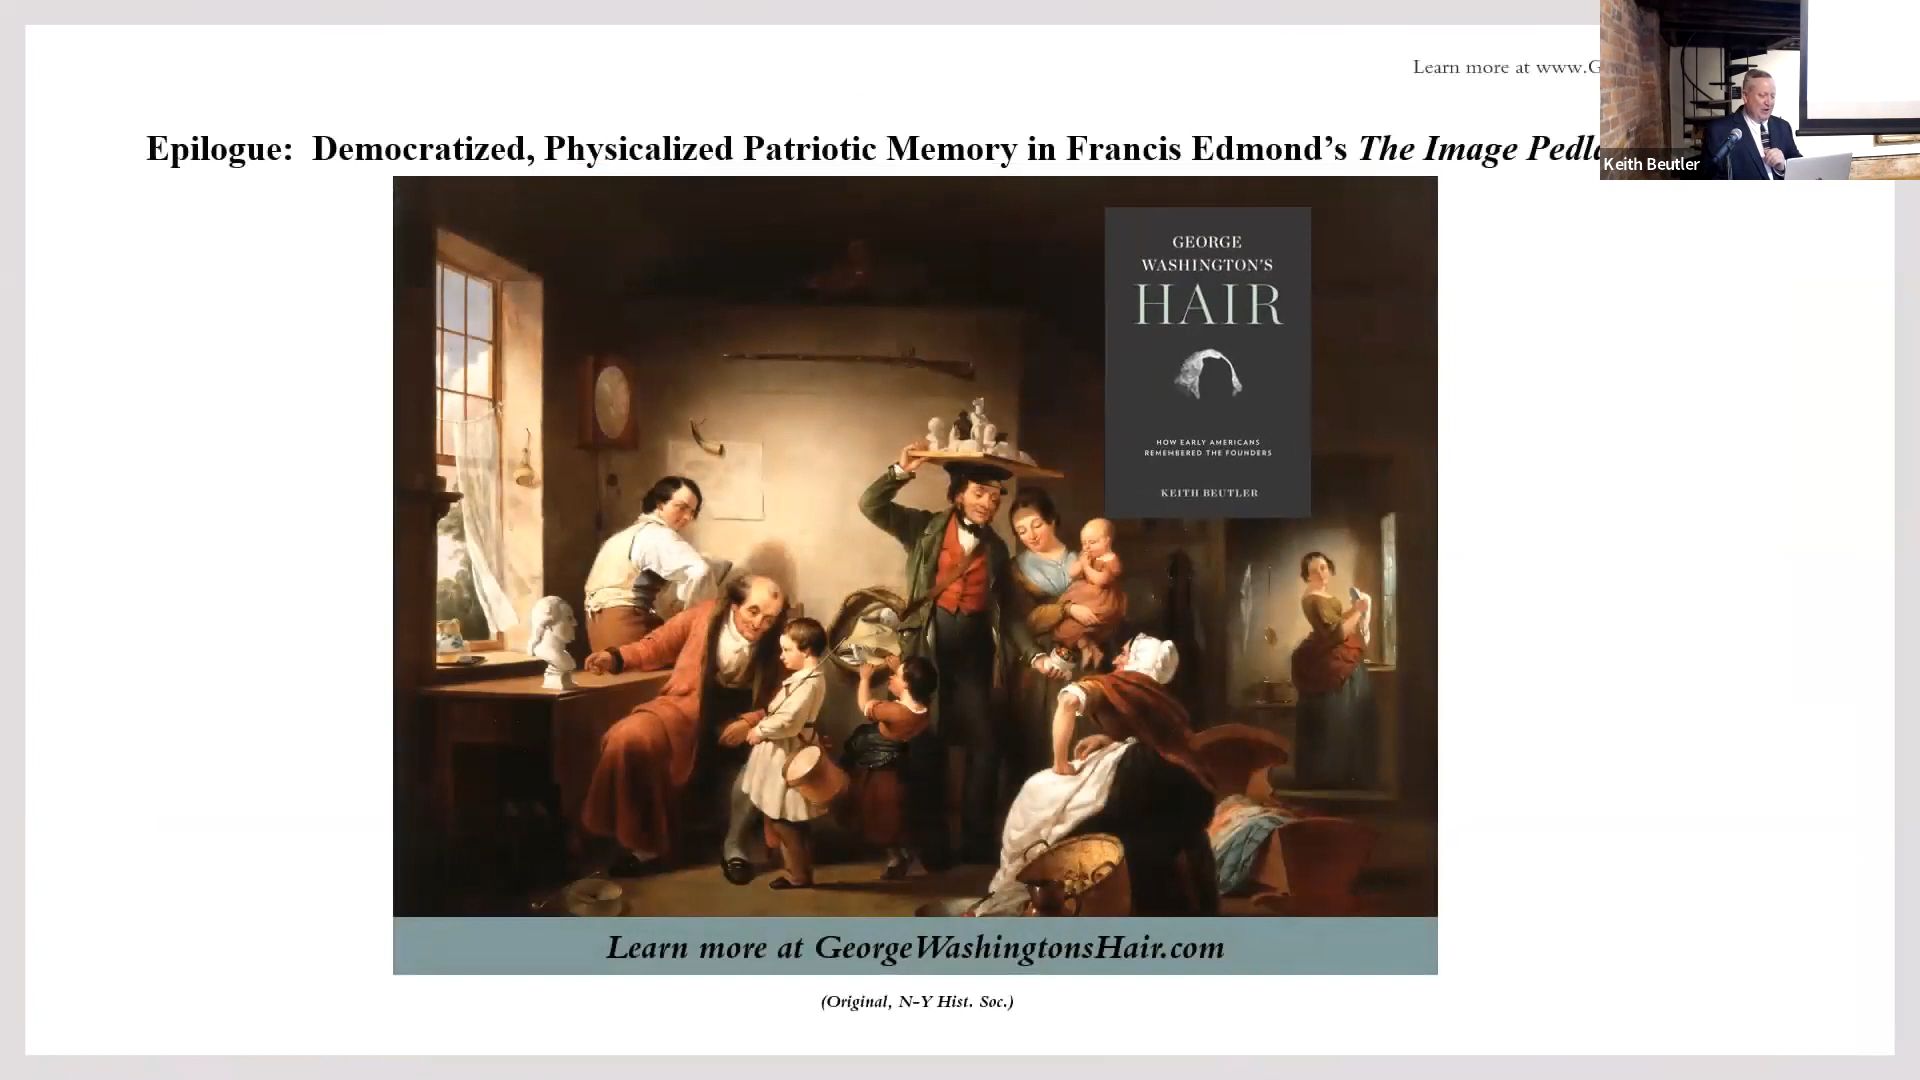 Learn more at www.G
Keith Beutler
Epilogue: Democratized, Physicalized Patriotic Memory in Francis Edmond’s The Image Pedl
GEORGE
WASHINGTON'S
HAIR
HOW EARLY AMERICANS
REMEMBERED THE FOUNDERS
KEITH BEUTLER
Learn more at GeorgeWashingtonsHair.com
(Original, N-Y Hist. Soc.)